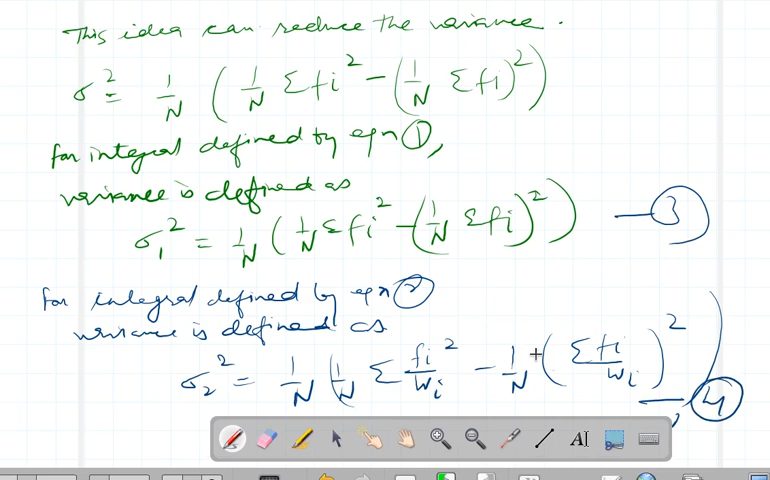 This idea can reduce the variance.
σ² = 1/N ( 1/N Σfi² - (1/N Σfi)² )
for integral defined by eqn ①,
variance is defined as
σ₁² = 1/N ( 1/N Σfi² - (1/N Σfi)² ) — ③
for integral defined by eqn ②
variance is defined as
σ₂² = 1/N ( 1/N Σ fi²/wi - 1/N ( Σfi/wi )² ) — ④
AI